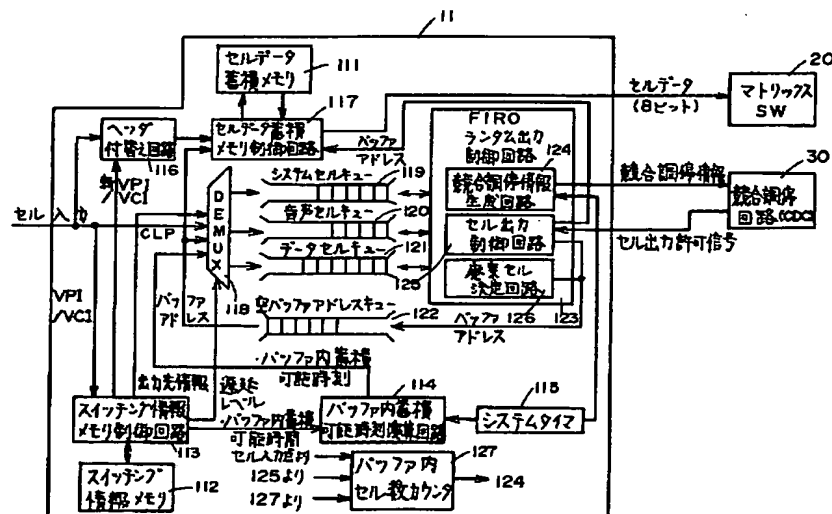 11
セルデータ
蓄積メモリ
111
20
セルデータ
(8ビット)
マトリックス
SW
117
ヘッダ
付替え回路
116
セルデータ蓄積
メモリ制御回路
バッファ
アドレス
FIRO
ランダム出力
制御回路
124
30
新VPI
/VCI
システムセルキュー
119
競合調停情報
生成回路
競合調停情報
競合調停
回路(CDC)
セル入力
DEMUX
音声セルキュー
120
セル出力
制御回路
セル出力許可信号
CLP
データセルキュー
121
125
廃棄セル
決定回路
118
126
123
VPI
/VCI
バッファ
アドレス
空バッファアドレスキュー
122
バッファ
アドレス
・バッファ内蓄積
可能時刻
出力先情報
遅延
レベル
114
115
スイッチング情報
メモリ制御回路
113
・バッファ内蓄積
可能時間
バッファ内蓄積
可能時刻演算回路
システムタイマ
セル入力
127
スイッチング
情報メモリ
112
125より
127より
バッファ内
セル数カウンタ
124